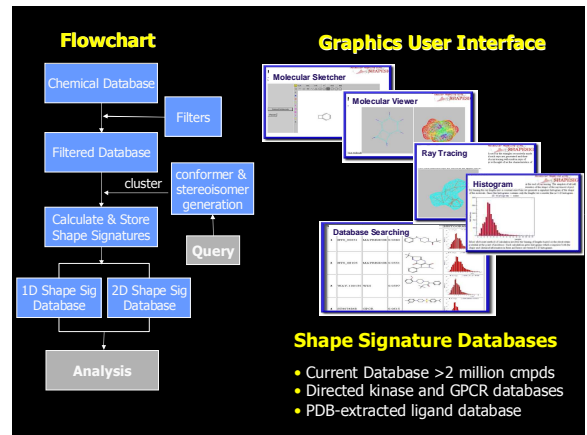 Flowchart
Chemical Database
Filters
Filtered Database
cluster
conformer &
stereoisomer
generation
Calculate & Store
Shape Signatures
Query
1D Shape Sig
Database
2D Shape Sig
Database
Analysis
Graphics User Interface
Molecular Sketcher
Molecular Viewer
Ray Tracing
Histogram
Database Searching
Shape Signature Databases
• Current Database >2 million cmpds
• Directed kinase and GPCR databases
• PDB-extracted ligand database